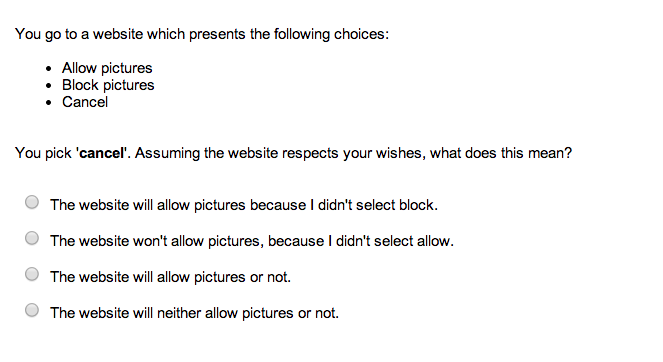 You go to a website which presents the following choices:
• Allow pictures
• Block pictures
• Cancel
You pick 'cancel'. Assuming the website respects your wishes, what does this mean?
The website will allow pictures because I didn't select block.
The website won't allow pictures, because I didn't select allow.
The website will allow pictures or not.
The website will neither allow pictures or not.